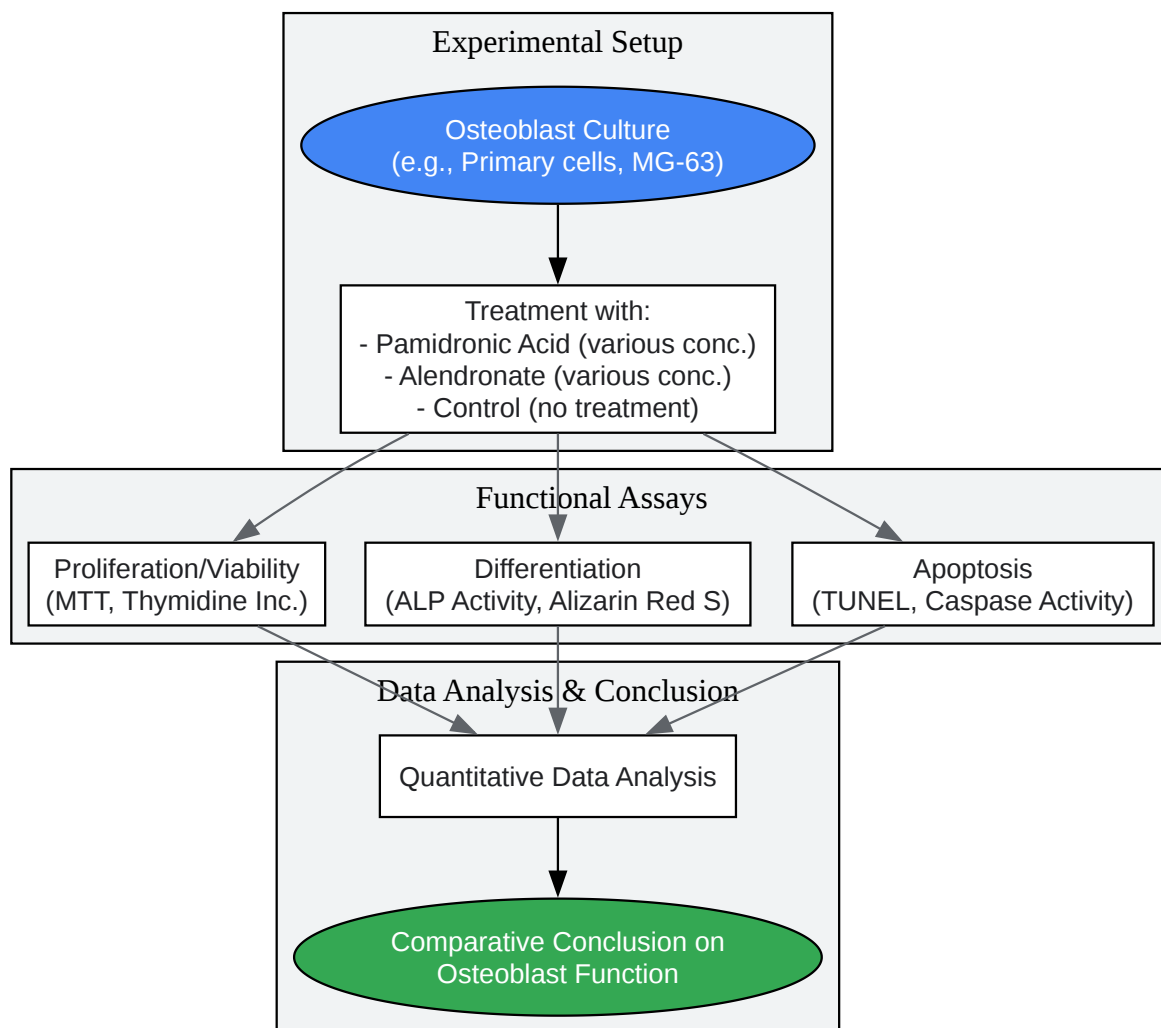 Experimental Setup
Osteoblast Culture
(e.g., Primary cells, MG-63)
Treatment with:
- Pamidronic Acid (various conc.)
- Alendronate (various conc.)
- Control (no treatment)
Functional Assays
Proliferation/Viability
(MTT, Thymidine Inc.)
Differentiation
(ALP Activity, Alizarin Red S)
Apoptosis
(TUNEL, Caspase Activity)
Data Analysis & Conclusion
Quantitative Data Analysis
Comparative Conclusion on
Osteoblast Function